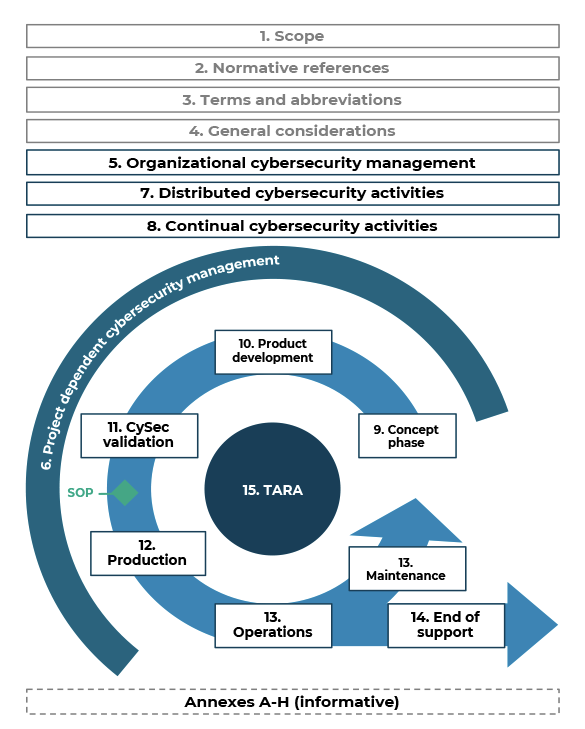 1. Scope
2. Normative references
3. Terms and abbreviations
4. General considerations
5. Organizational cybersecurity management
7. Distributed cybersecurity activities
8. Continual cybersecurity activities
6. Project dependent cybersecurity management
10. Product
development
11. CySec
validation
9. Concept
phase
SOP
15. TARA
12.
Production
13.
Maintenance
13.
Operations
14. End of
support
Annexes A-H (informative)